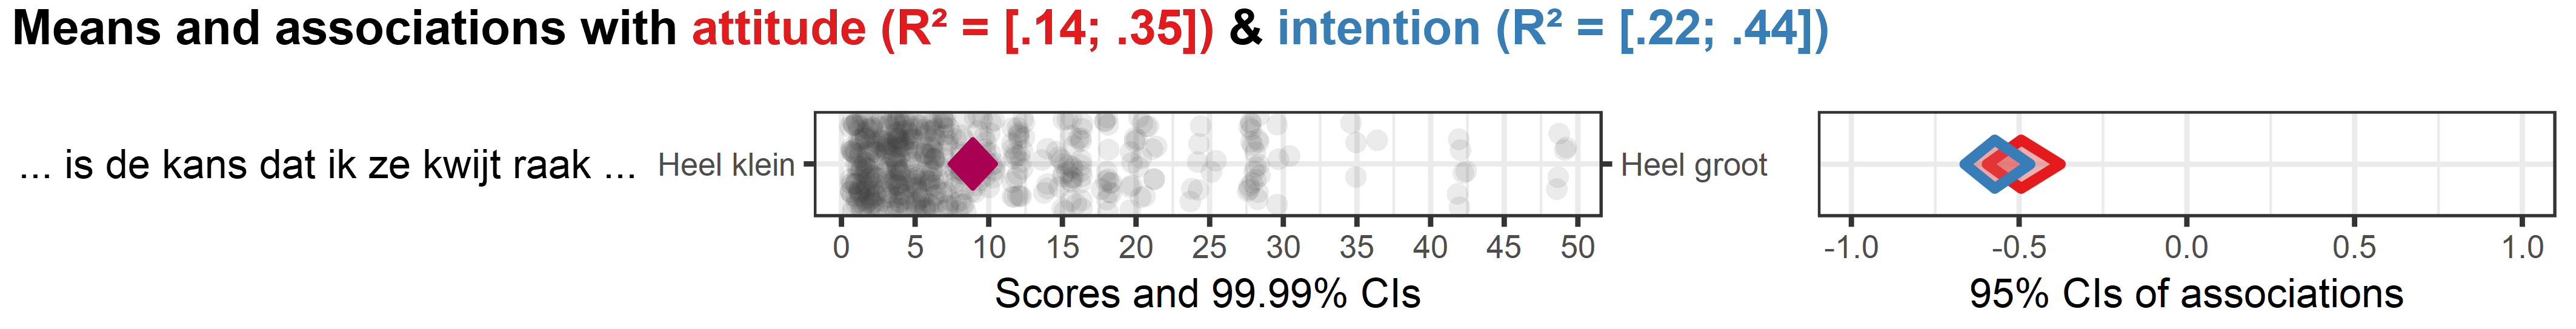 Means and associations with attitude (R² = [.14; .35]) & intention (R² = [.22; .44])
... is de kans dat ik ze kwijt raak ... Heel klein Heel groot
0 5 10 15 20 25 30 35 40 45 50 -1.0 -0.5 0.0 0.5 1.0
Scores and 99.99% CIs 95% CIs of associations